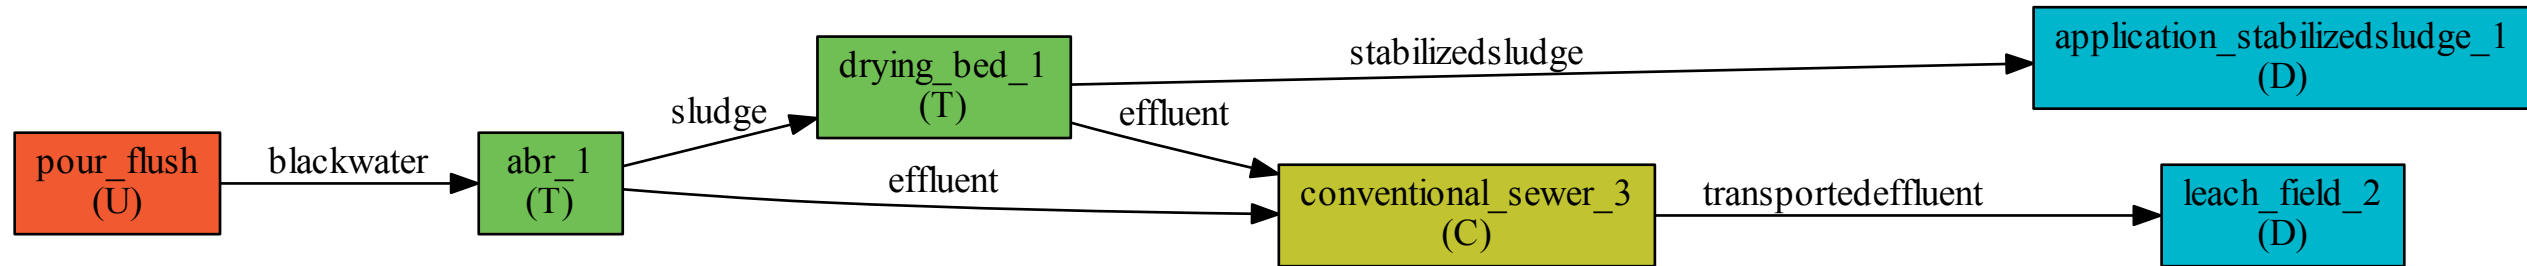 pour_flush
(U)
blackwater
abr_1
(T)
sludge
effluent
drying_bed_1
(T)
stabilizedsludge
effluent
conventional_sewer_3
(C)
transportedeffluent
application_stabilizedsludge_1
(D)
leach_field_2
(D)